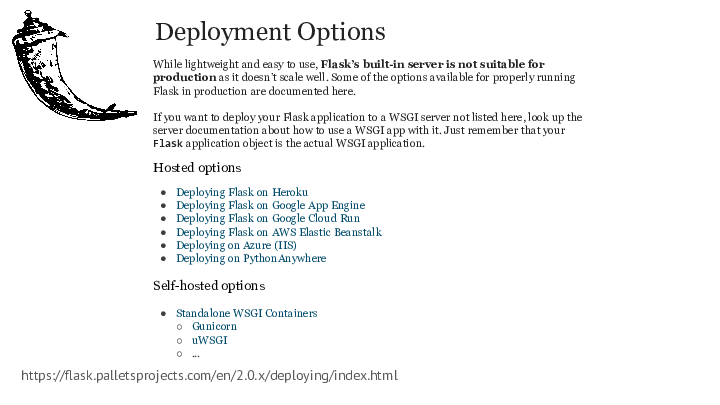 Deployment Options
While lightweight and easy to use, Flask's built-in server is not suitable for
production as it doesn't scale well. Some of the options available for properly running
Flask in production are documented here.
If you want to deploy your Flask application to a WSGI server not listed here, look up the
server documentation about how to use a WSGI app with it. Just remember that your
Flask application object is the actual WSGI application.
Hosted options
● Deploying Flask on Heroku
● Deploying Flask on Google App Engine
● Deploying Flask on Google Cloud Run
● Deploying Flask on AWS Elastic Beanstalk
● Deploying on Azure (IIS)
● Deploying on PythonAnywhere
Self-hosted options
● Standalone WSGI Containers
○ Gunicorn
○ uWSGI
○ ...
https://flask.palletsprojects.com/en/2.0.x/deploying/index.html